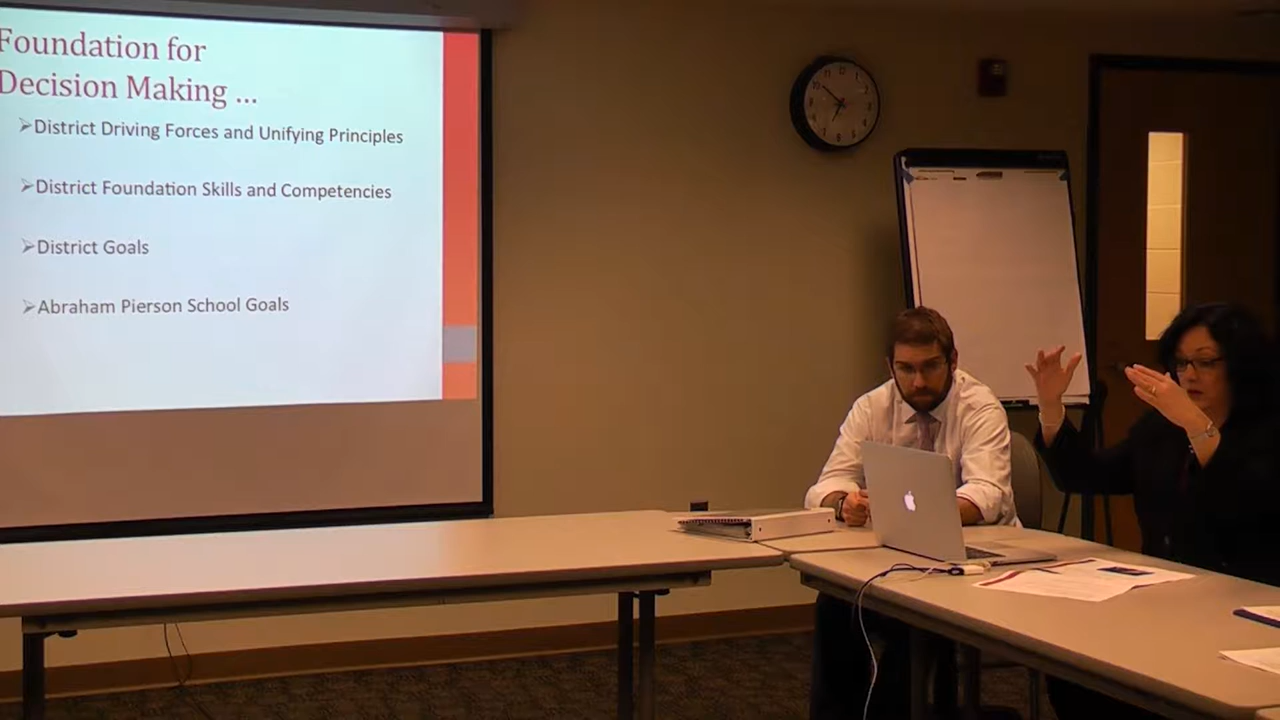 Foundation for
Decision Making ...
➢District Driving Forces and Unifying Principles
➢District Foundation Skills and Competencies
➢District Goals
➢Abraham Pierson School Goals